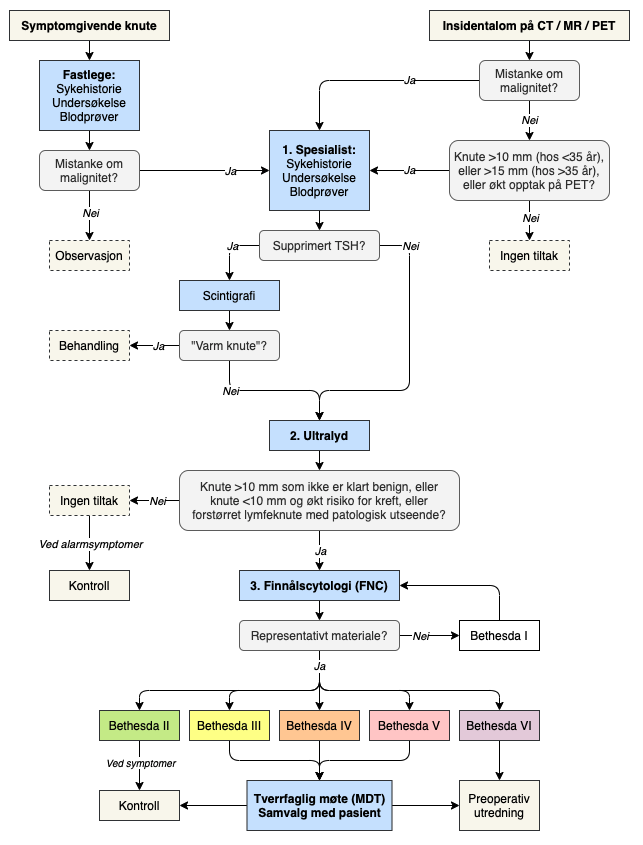 Symptomgivende knute
Insidentalom på CT / MR / PET
Fastlege:
Sykehistorie
Undersøkelse
Blodprøver
Mistanke om
malignitet?
Ja
Nei
1. Spesialist:
Sykehistorie
Undersøkelse
Blodprøver
Knute >10 mm (hos <35 år),
eller >15 mm (hos >35 år),
eller økt opptak på PET?
Ja
Mistanke om
malignitet?
Ja
Nei
Nei
Observasjon
Supprimert TSH?
Ingen tiltak
Ja
Nei
Scintigrafi
Behandling
Ja
"Varm knute"?
Nei
2. Ultralyd
Knute >10 mm som ikke er klart benign, eller
knute <10 mm og økt risiko for kreft, eller
forstørret lymfeknute med patologisk utseende?
Ingen tiltak
Nei
Ved alarmsymptomer
Ja
Kontroll
3. Finnålscytologi (FNC)
Representativt materiale?
Nei
Bethesda I
Ja
Bethesda II
Bethesda III
Bethesda IV
Bethesda V
Bethesda VI
Ved symptomer
Kontroll
Tverrfaglig møte (MDT)
Samvalg med pasient
Preoperativ
utredning